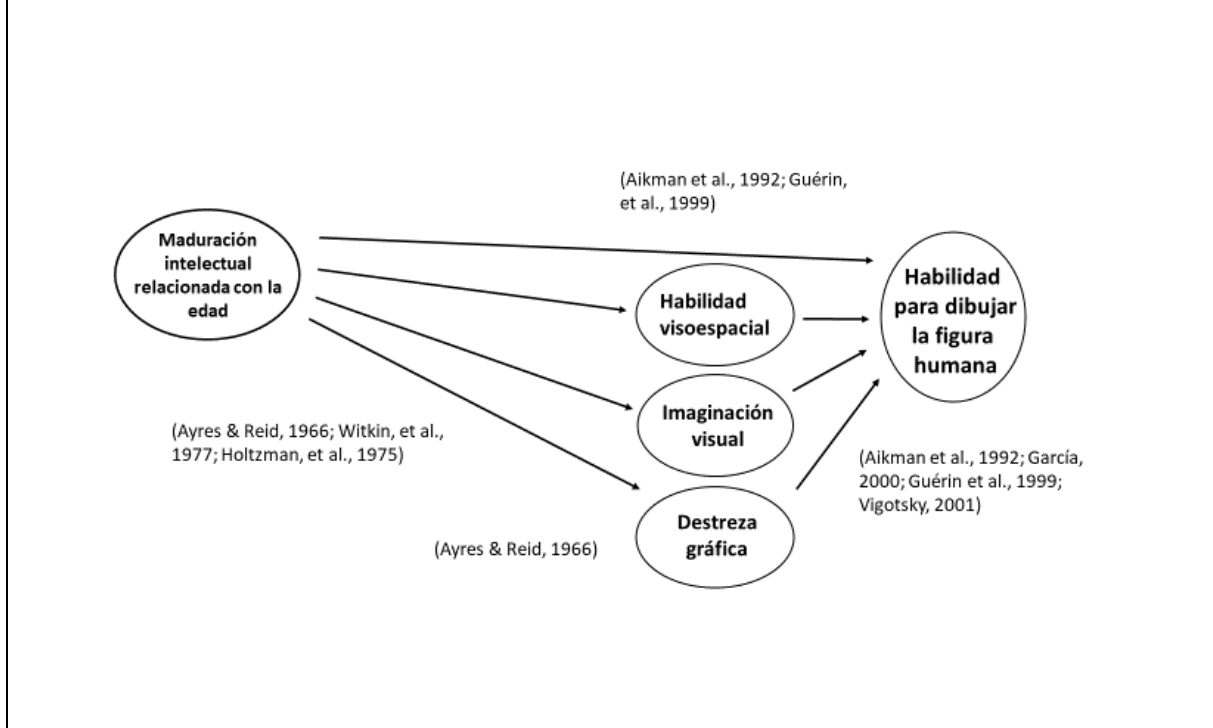 (Aikman et al., 1992; Guérin,
et al., 1999)
Maduración
intelectual
relacionada con la
edad
Habilidad
visoespacial
Habilidad
para dibujar
la figura
humana
Imaginación
visual
(Ayres & Reid, 1966; Witkin, et al.,
1977; Holtzman, et al., 1975)
(Aikman et al., 1992; García,
2000; Guérin et al., 1999;
Vigotsky, 2001)
Destreza
gráfica
(Ayres & Reid, 1966)